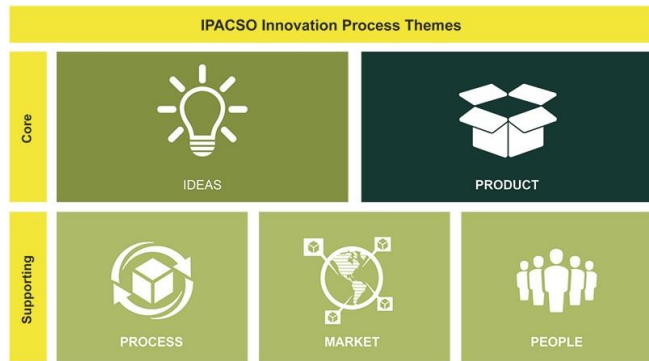 IPACSO Innovation Process Themes
Core
IDEAS
PRODUCT
Supporting
PROCESS
MARKET
PEOPLE